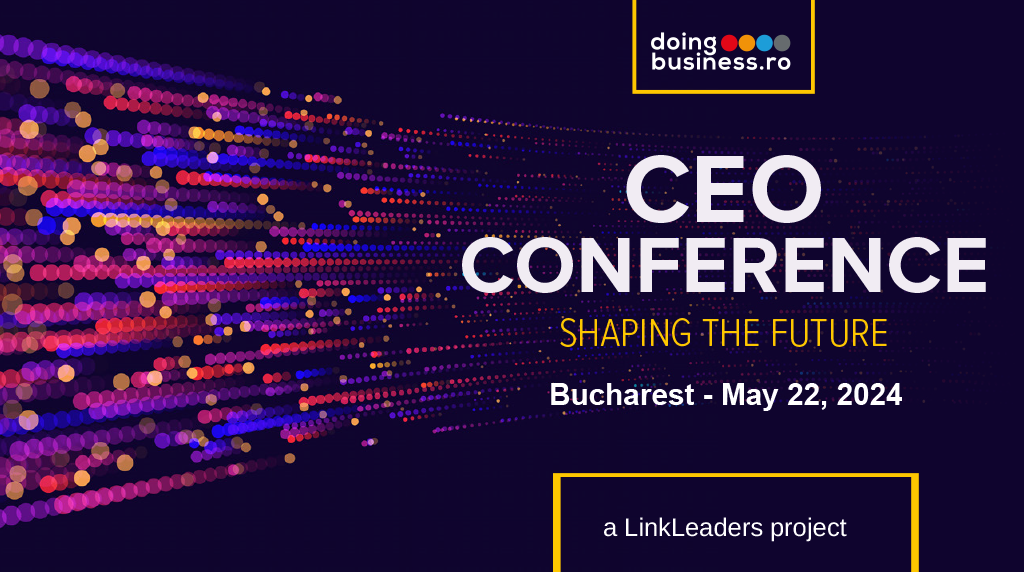 doing
business.ro
CEO
CONFERENCE
SHAPING THE FUTURE
Bucharest - May 22, 2024
a LinkLeaders project